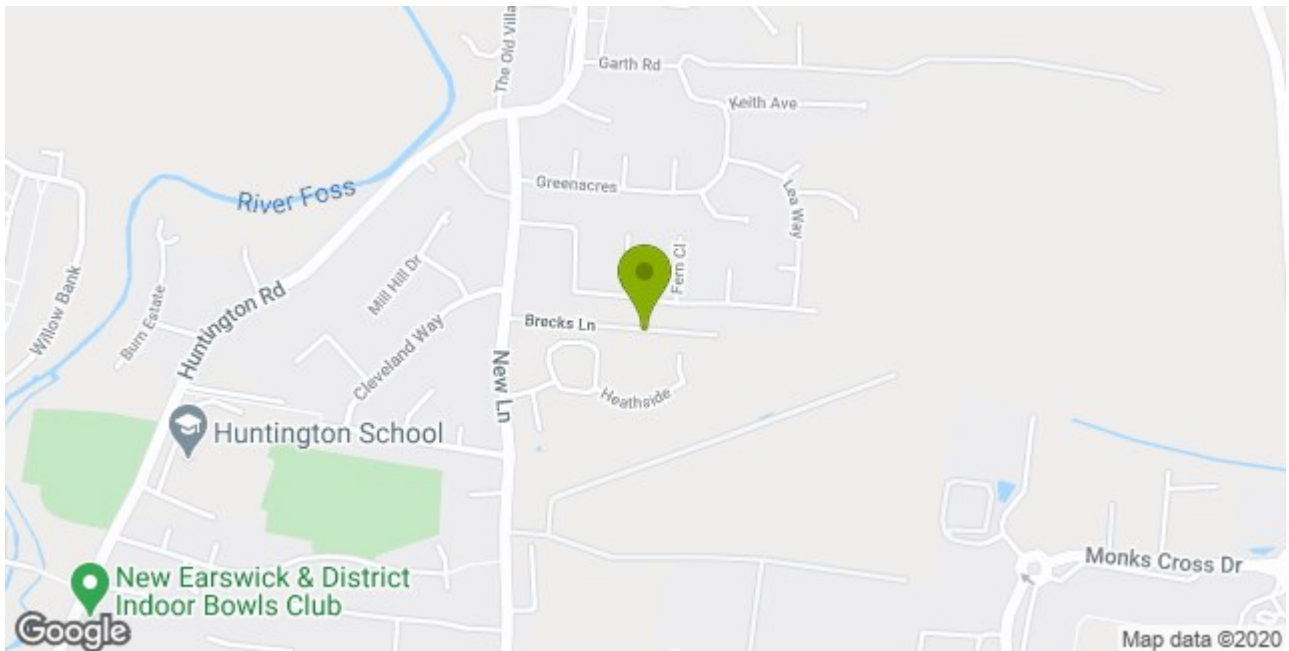 The Old Villa
Garth Rd
Keith Ave
River Foss
Greenacres
Lea Way
Mill Hill Dr
Fern Cl
Willow Bank
Burn Estate
Huntington Rd
Cleveland Way
Brecks Ln
New Ln
Heathside
Huntington School
Monks Cross Dr
New Earswick & District
Indoor Bowls Club
Google
Map data ©2020